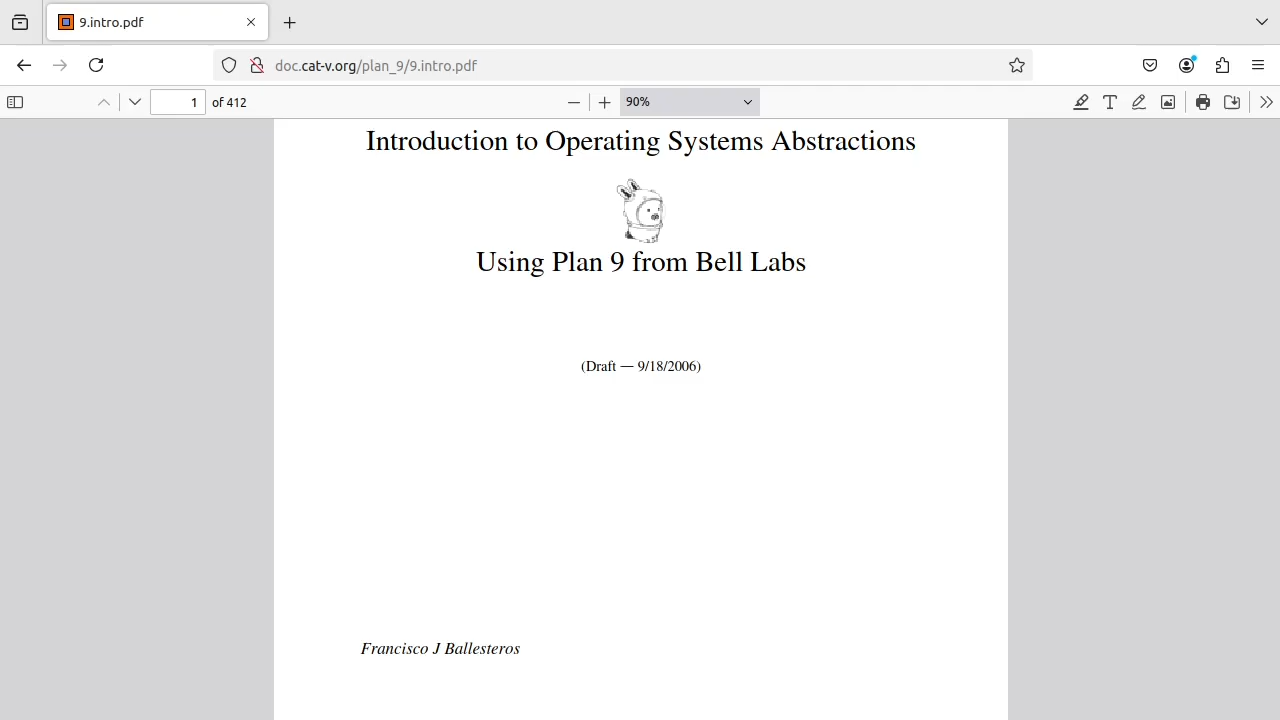 9.intro.pdf
doc.cat-v.org/plan_9/9.intro.pdf
1 of 412
90%
Introduction to Operating Systems Abstractions
Using Plan 9 from Bell Labs
(Draft — 9/18/2006)
Francisco J Ballesteros